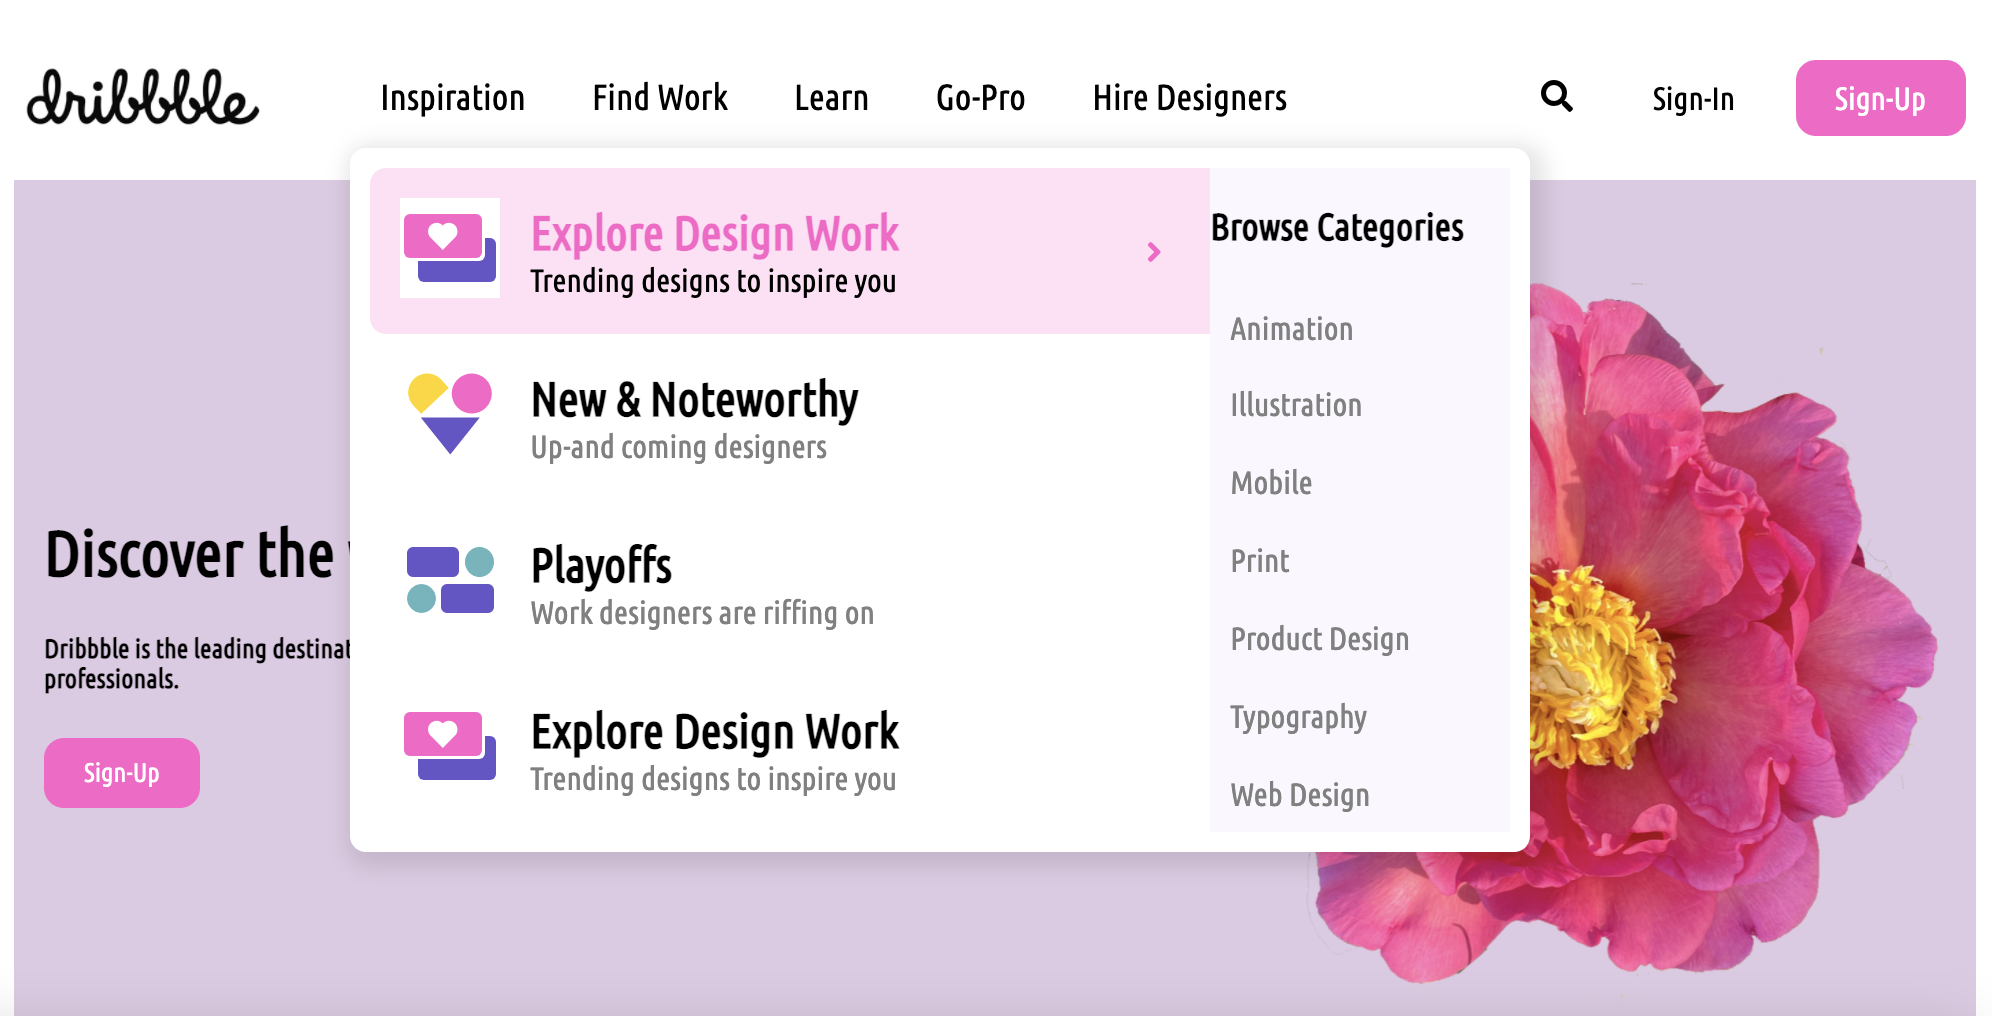 dribbble
Inspiration
Find Work
Learn
Go-Pro
Hire Designers
Sign-In
Sign-Up
Explore Design Work
Trending designs to inspire you
New & Noteworthy
Up-and coming designers
Playoffs
Work designers are riffing on
Explore Design Work
Trending designs to inspire you
Browse Categories
Animation
Illustration
Mobile
Print
Product Design
Typography
Web Design
Discover the
Dribbble is the leading
professionals.
Sign-Up